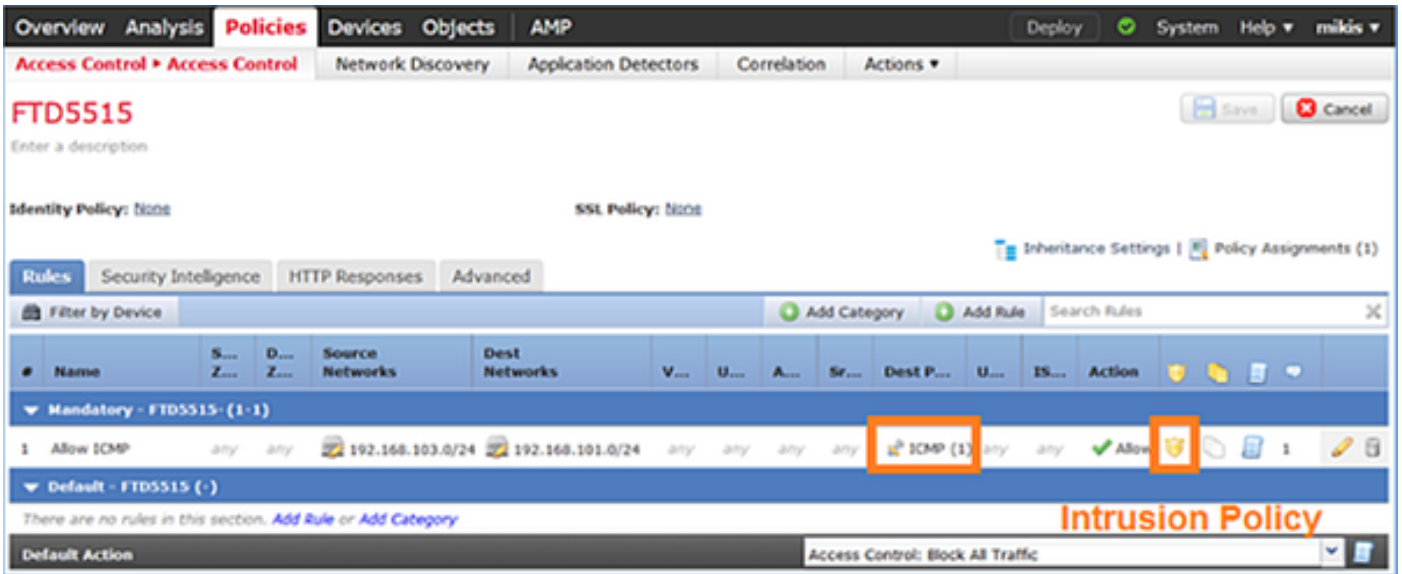 Overview Analysis Policies Devices Objects AMP Deploy System Help ▾ mikis ▾
Access Control ▸ Access Control Network Discovery Application Detectors Correlation Actions ▾
FTD5515
Save Cancel
Enter a description
Identity Policy: None SSL Policy: None
Inheritance Settings | Policy Assignments (1)
Rules Security Intelligence HTTP Responses Advanced
Filter by Device Add Category Add Rule Search Rules
# Name S... Z... D... Z... Source Networks Dest Networks V... U... A... Sr... Dest P... U... IS... Action
Mandatory - FTD5515- (1-1)
1 Allow ICMP any any 192.168.103.0/24 192.168.101.0/24 any any any any ICMP (1) any any Allow 1
Default - FTD5515 (-)
There are no rules in this section. Add Rule or Add Category
Intrusion Policy
Default Action Access Control: Block All Traffic